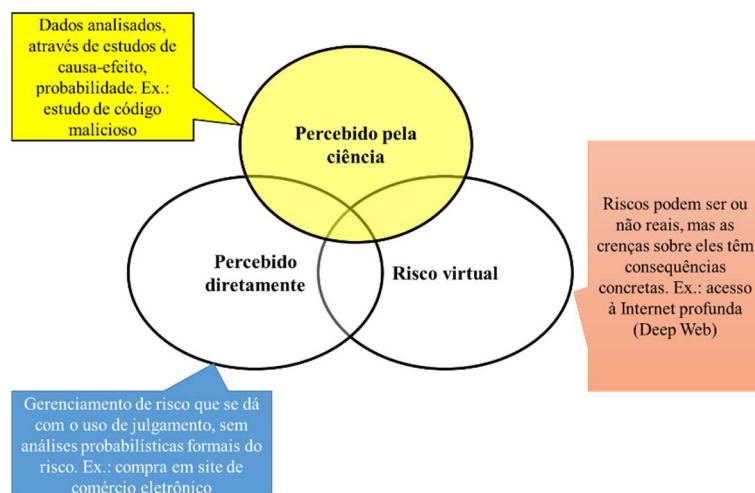 Dados analisados,
através de estudos de
causa-efeito,
probabilidade. Ex.:
estudo de código
malicioso
Percebido pela
ciência
Percebido
diretamente
Risco virtual
Riscos podem ser ou
não reais, mas as
crenças sobre eles têm
consequências
concretas. Ex.: acesso
à Internet profunda
(Deep Web)
Gerenciamento de risco que se dá
com o uso de julgamento, sem
análises probabilísticas formais do
risco. Ex.: compra em site de
comércio eletrônico